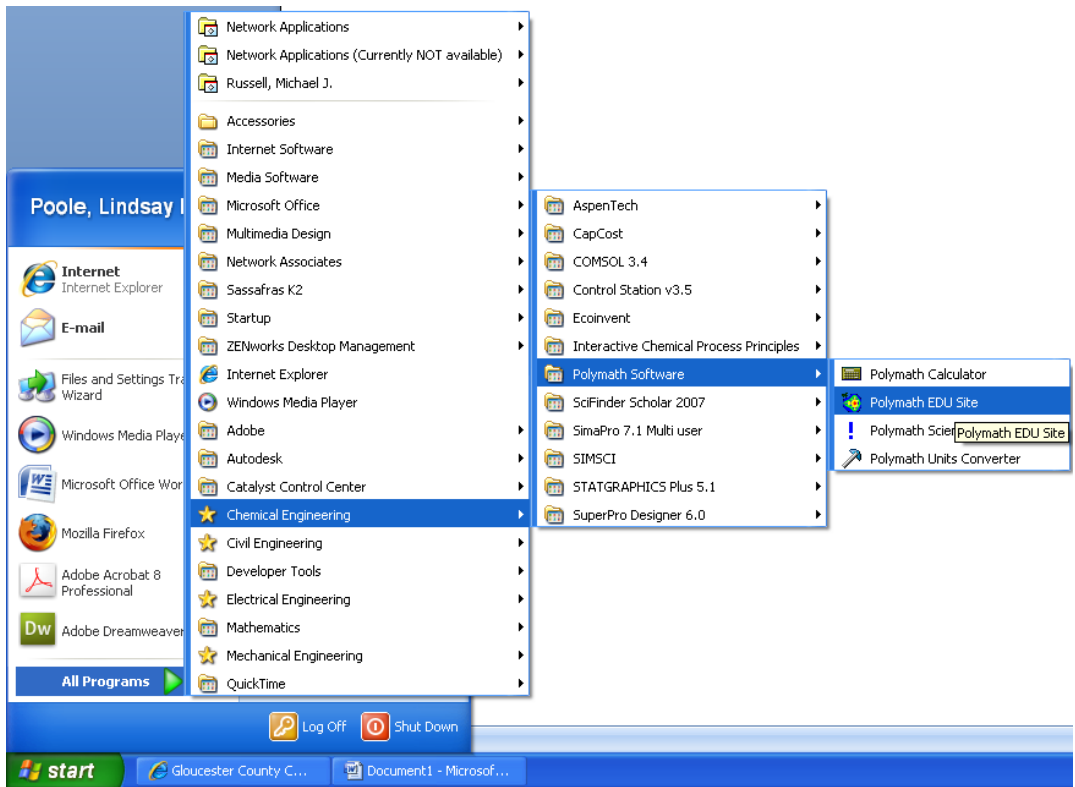 Network Applications
Network Applications (Currently NOT available)
Russell, Michael J.
Accessories
Internet Software
Media Software
Microsoft Office
Multimedia Design
Network Associates
Sassafras K2
Startup
ZENworks Desktop Management
Internet Explorer
Windows Media Player
Adobe
Autodesk
Catalyst Control Center
Chemical Engineering
Civil Engineering
Developer Tools
Electrical Engineering
Mathematics
Mechanical Engineering
QuickTime
AspenTech
CapCost
COMSOL 3.4
Control Station v3.5
Ecoinvent
Interactive Chemical Process Principles
Polymath Software
SciFinder Scholar 2007
SimaPro 7.1 Multi user
SIMSCI
STATGRAPHICS Plus 5.1
SuperPro Designer 6.0
Polymath Calculator
Polymath EDU Site
Polymath Scien
Polymath EDU Site
Polymath Units Converter
Poole, Lindsay
Internet
Internet Explorer
E-mail
Files and Settings Tra
Wizard
Windows Media Playe
Microsoft Office Wor
Mozilla Firefox
Adobe Acrobat 8
Professional
Dw
Adobe Dreamweaver
All Programs
Log Off
Shut Down
start
Gloucester County C...
Document1 - Microsof...